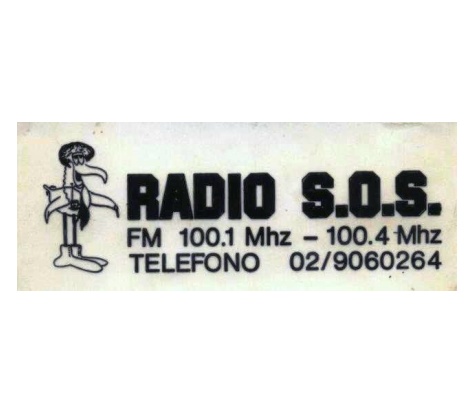 RADIO S.O.S.
FM 100.1 Mhz – 100.4 Mhz
TELEFONO 02/9060264